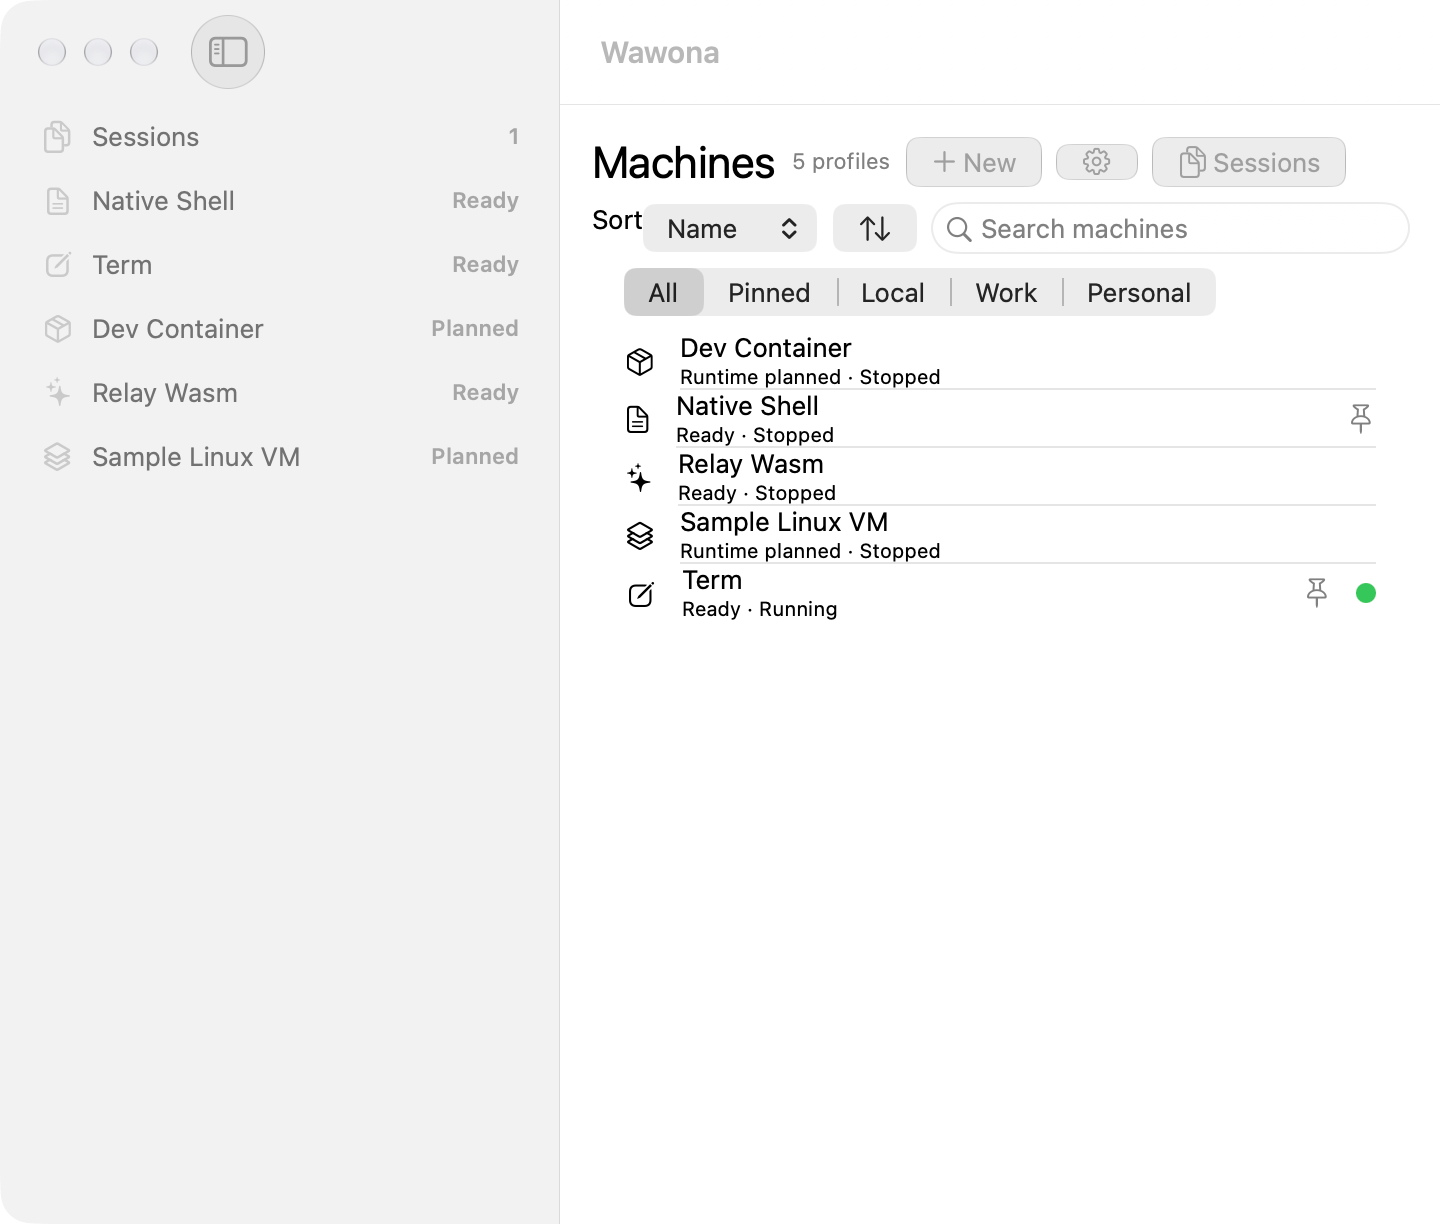 Sessions 1
Native Shell Ready
Term Ready
Dev Container Planned
Relay Wasm Ready
Sample Linux VM Planned
Wawona
Machines 5 profiles New Sessions
Sort Name Search machines
All Pinned Local Work Personal
Dev Container
Runtime planned · Stopped
Native Shell
Ready · Stopped
Relay Wasm
Ready · Stopped
Sample Linux VM
Runtime planned · Stopped
Term
Ready · Running